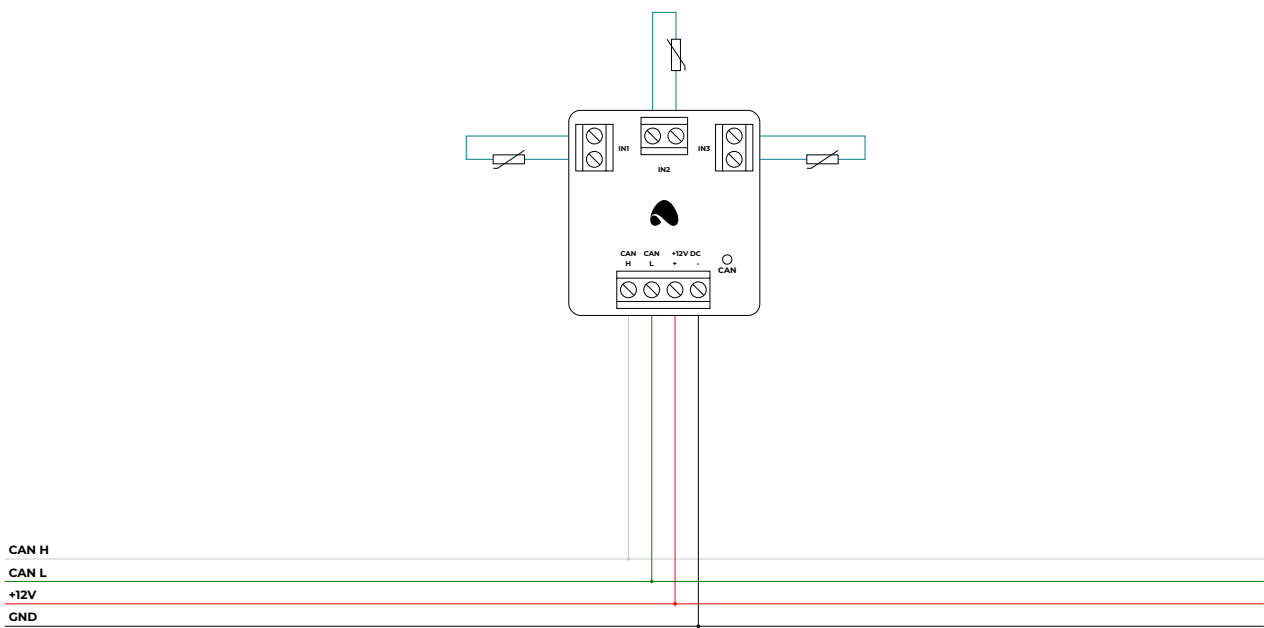 IN1
IN3
IN2
CAN CAN +12V DC
H L + -
CAN
CAN H
CAN L
+12V
GND